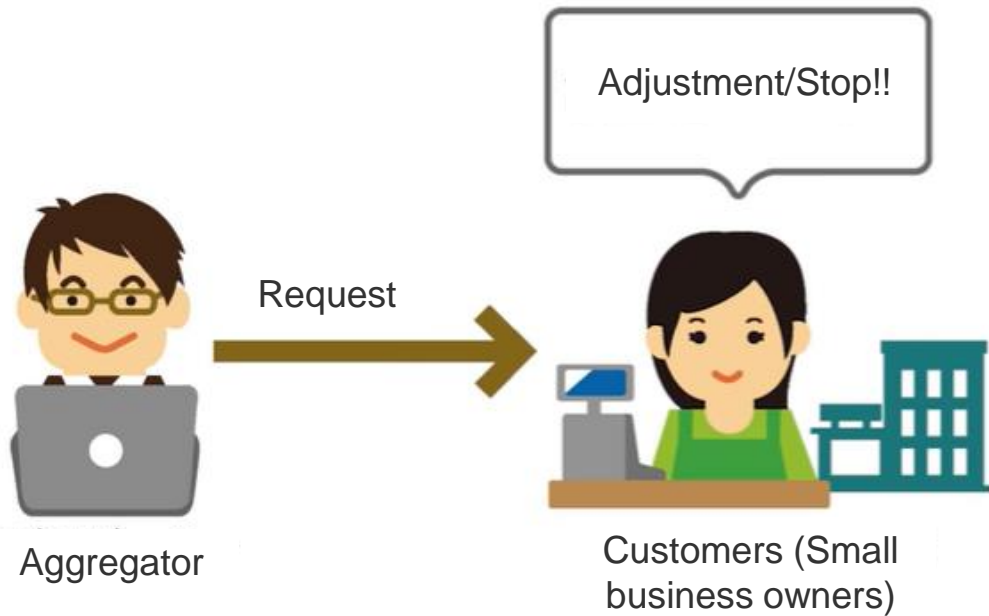 Adjustment/Stop!!
Request
Aggregator
Customers (Small
business owners)